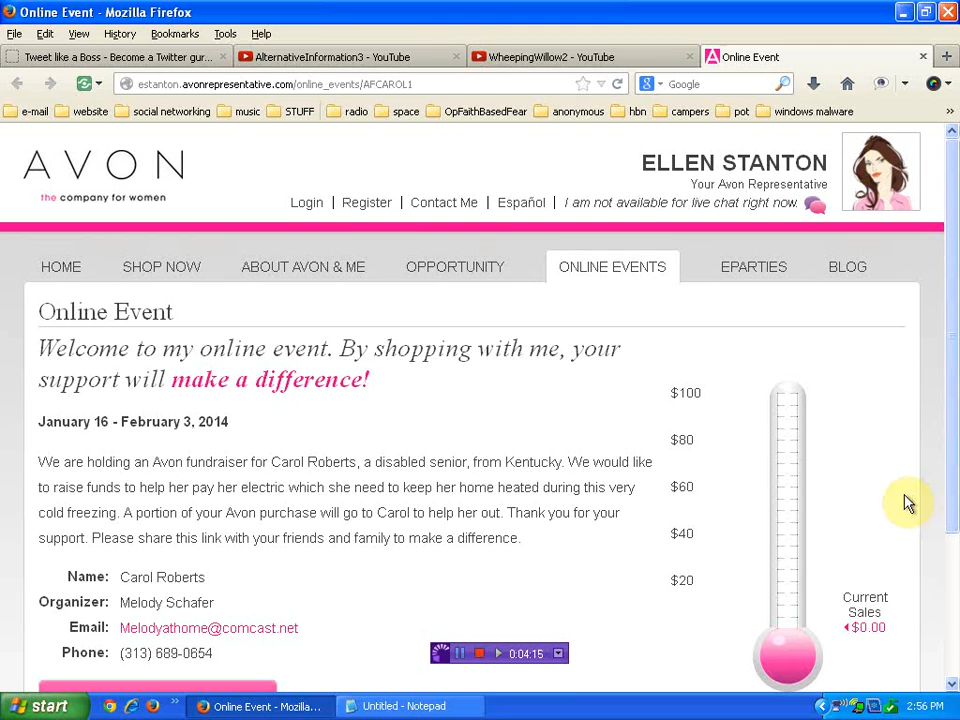 Online Event - Mozilla Firefox
File Edit View History Bookmarks Tools Help
Tweet like a Boss - Become a Twitter gur...
AlternativeInformation3 - YouTube
WheepingWillow2 - YouTube
Online Event
estanton.avonrepresentative.com/online_events/AFCAROL1
Google
e-mail website social networking music STUFF radio space OpFaithBasedFear anonymous hbn campers pot windows malware
AVON
the company for women
ELLEN STANTON
Your Avon Representative
Login | Register | Contact Me | Español | I am not available for live chat right now.
HOME SHOP NOW ABOUT AVON & ME OPPORTUNITY ONLINE EVENTS EPARTIES BLOG
Online Event
Welcome to my online event. By shopping with me, your
support will make a difference!
January 16 - February 3, 2014
We are holding an Avon fundraiser for Carol Roberts, a disabled senior, from Kentucky. We would like
to raise funds to help her pay her electric which she need to keep her home heated during this very
cold freezing. A portion of your Avon purchase will go to Carol to help her out. Thank you for your
support. Please share this link with your friends and family to make a difference.
Name: Carol Roberts
Organizer: Melody Schafer
Email: Melodyathome@comcast.net
Phone: (313) 689-0654
$100
$80
$60
$40
$20
Current
Sales
$0.00
0:04:15
start
Online Event - Mozilla...
Untitled - Notepad
2:56 PM